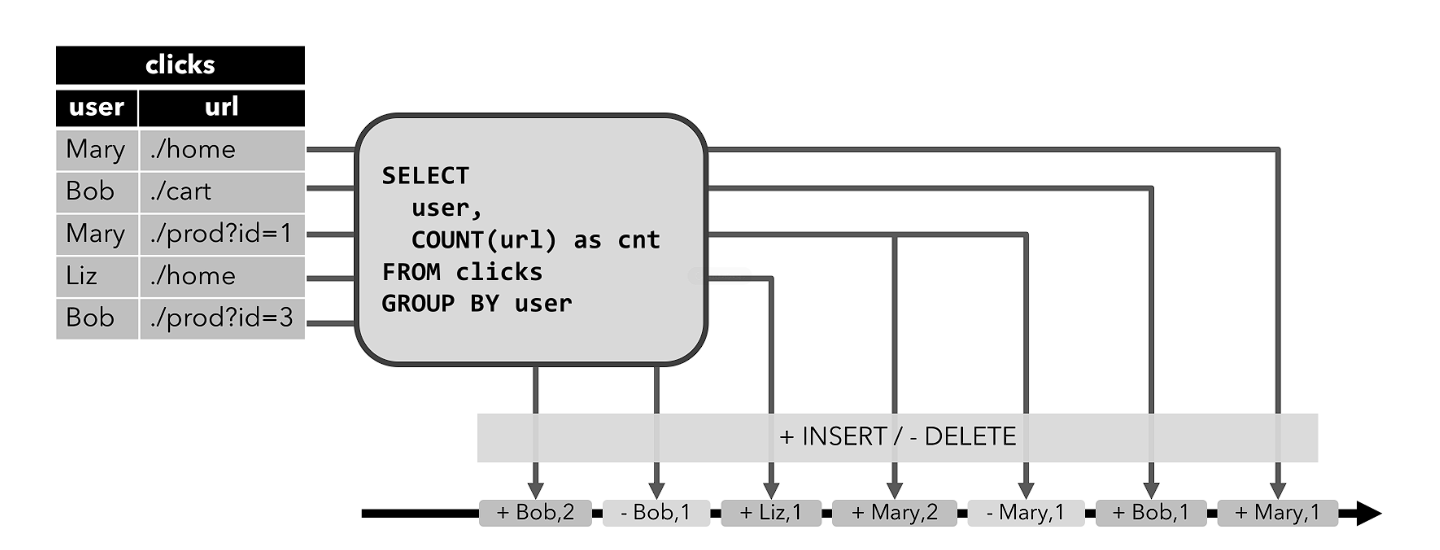 clicks
user url
Mary ./home
Bob ./cart
Mary ./prod?id=1
Liz ./home
Bob ./prod?id=3
SELECT
user,
COUNT(url) as cnt
FROM clicks
GROUP BY user
+ INSERT / - DELETE
+ Bob,2 - Bob,1 + Liz,1 + Mary,2 - Mary,1 + Bob,1 + Mary,1